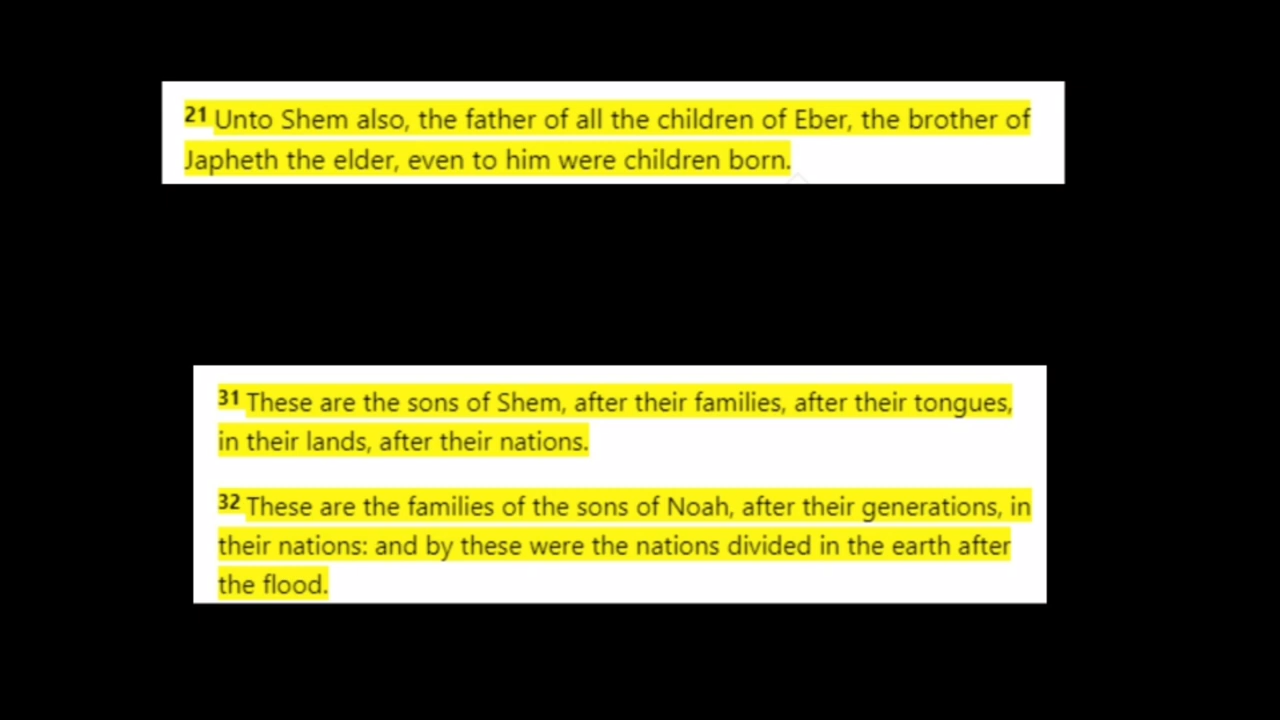 21 Unto Shem also, the father of all the children of Eber, the brother of
Japheth the elder, even to him were children born.
31 These are the sons of Shem, after their families, after their tongues,
in their lands, after their nations.
32 These are the families of the sons of Noah, after their generations, in
their nations: and by these were the nations divided in the earth after
the flood.